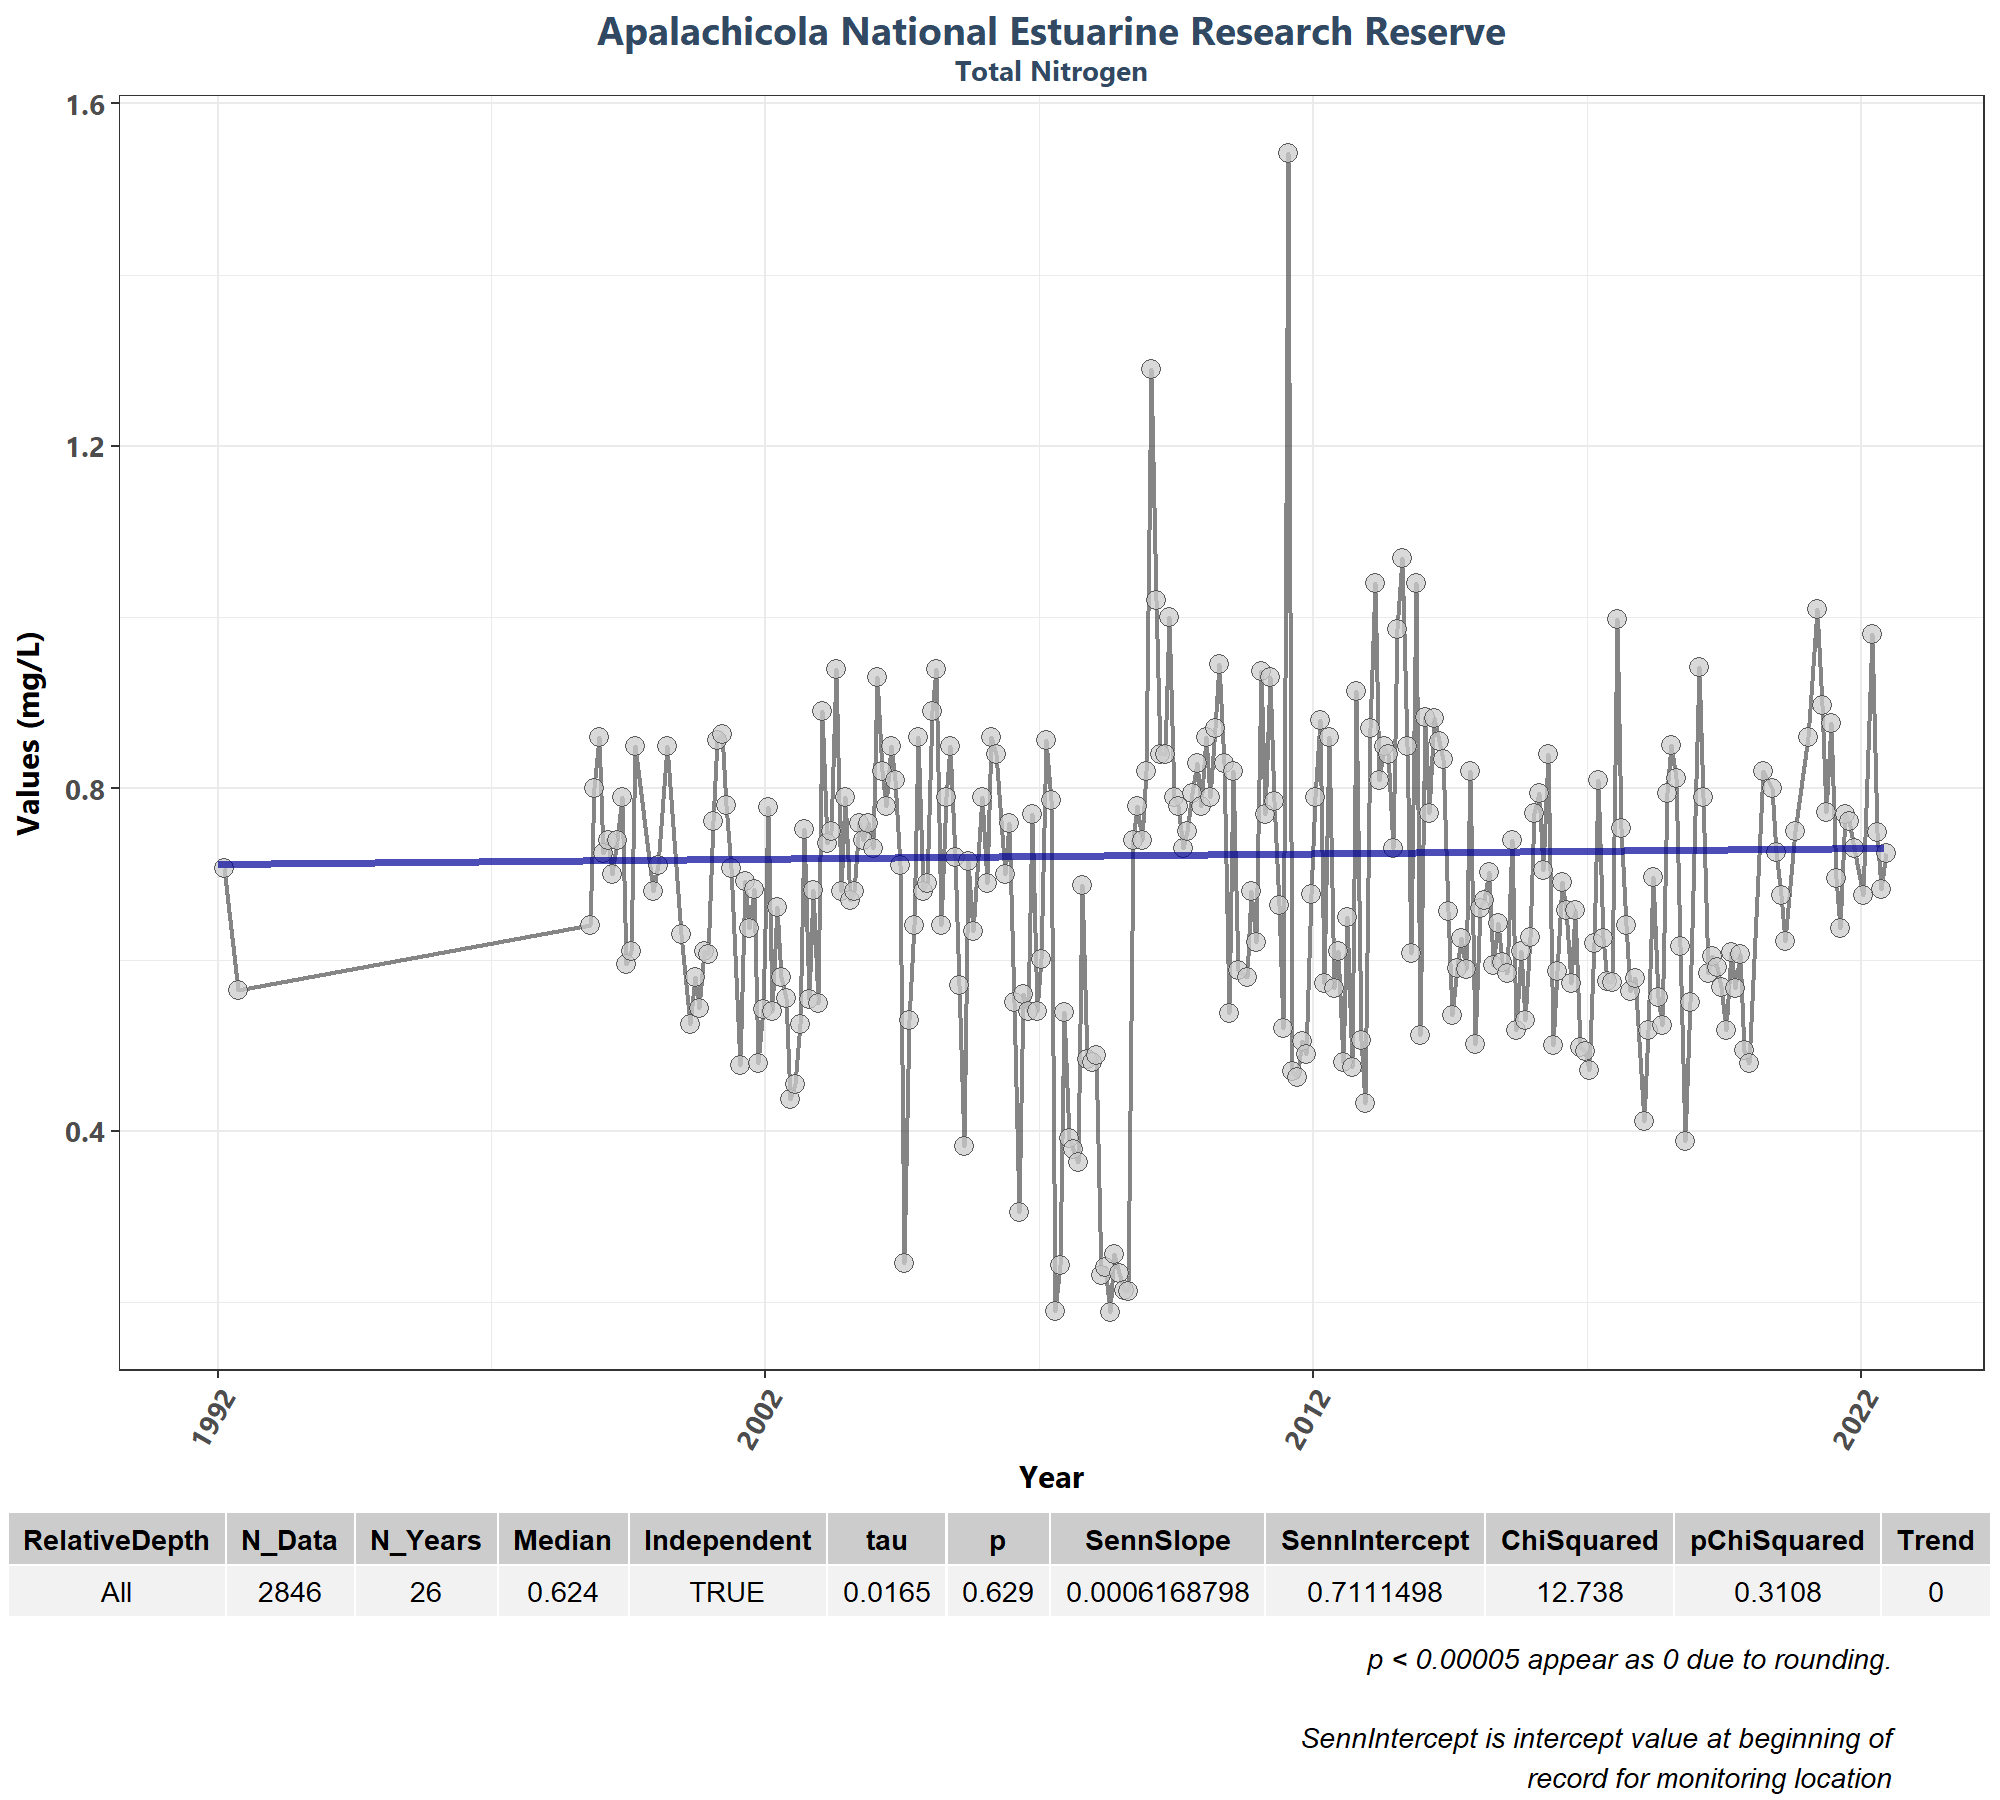 Apalachicola National Estuarine Research Reserve
Total Nitrogen
1.6
1.2
0.8
0.4
Values (mg/L)
1992
2002
2012
2022
Year
RelativeDepth N_Data N_Years Median Independent tau p SennSlope SennIntercept ChiSquared pChiSquared Trend
All 2846 26 0.624 TRUE 0.0165 0.629 0.0006168798 0.7111498 12.738 0.3108 0
p < 0.00005 appear as 0 due to rounding.
SennIntercept is intercept value at beginning of
record for monitoring location